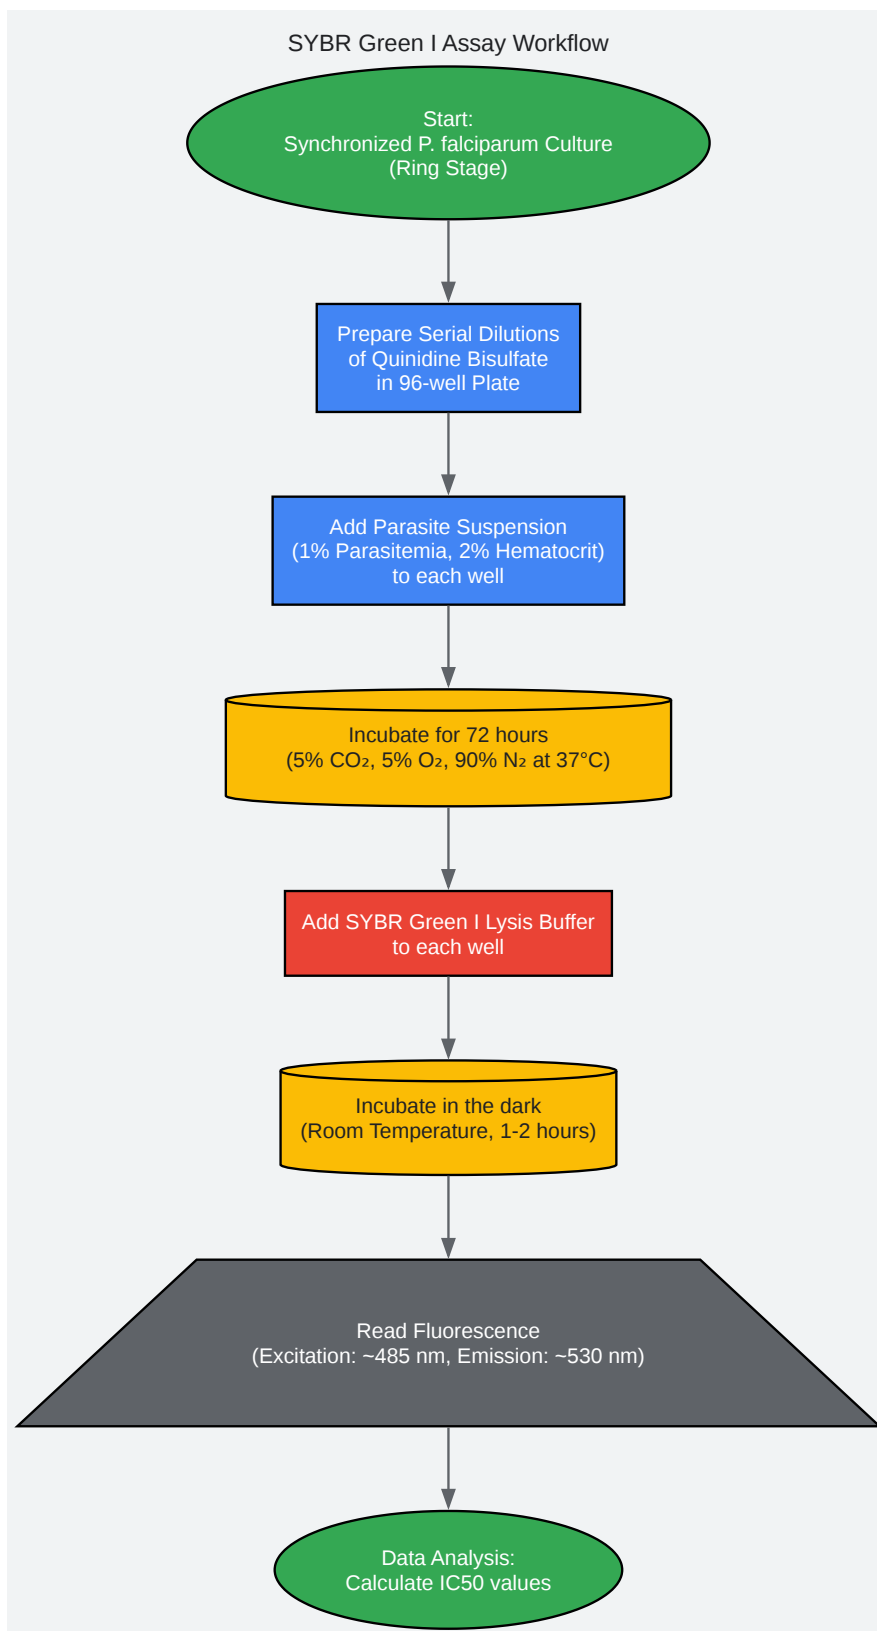 SYBR Green I Assay Workflow
Start:
Synchronized P. falciparum Culture
(Ring Stage)
Prepare Serial Dilutions
of Quinidine Bisulfate
in 96-well Plate
Add Parasite Suspension
(1% Parasitemia, 2% Hematocrit)
to each well
Incubate for 72 hours
(5% CO₂, 5% O₂, 90% N₂ at 37°C)
Add SYBR Green I Lysis Buffer
to each well
Incubate in the dark
(Room Temperature, 1-2 hours)
Read Fluorescence
(Excitation: ~485 nm, Emission: ~530 nm)
Data Analysis:
Calculate IC50 values